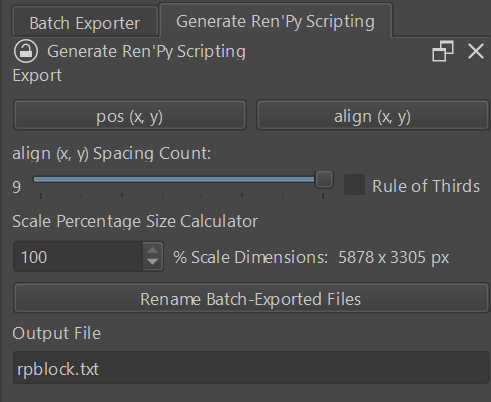 Batch Exporter Generate Ren'Py Scripting
Generate Ren'Py Scripting
Export
pos (x, y) align (x, y)
align (x, y) Spacing Count:
9 Rule of Thirds
Scale Percentage Size Calculator
100 % Scale Dimensions: 5878 x 3305 px
Rename Batch-Exported Files
Output File
rpblock.txt